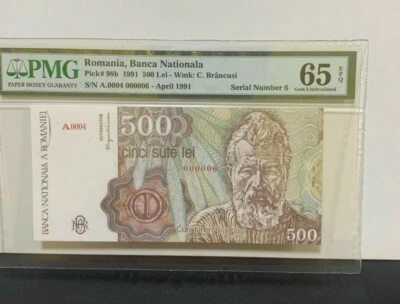 PMG
PAPER MONEY GUARANTY
Romania, Banca Nationala
Pick# 98b 1991 500 Lei - Wmk: C. Brâncusi
S/N A.0004 000006 - April 1991
Serial Number 6
65 EPQ
Gem Uncirculated
BANCA NATIONALA A ROMANIEI
A.0004
500
GUVERNATOR
cinci sute lei
000006
500